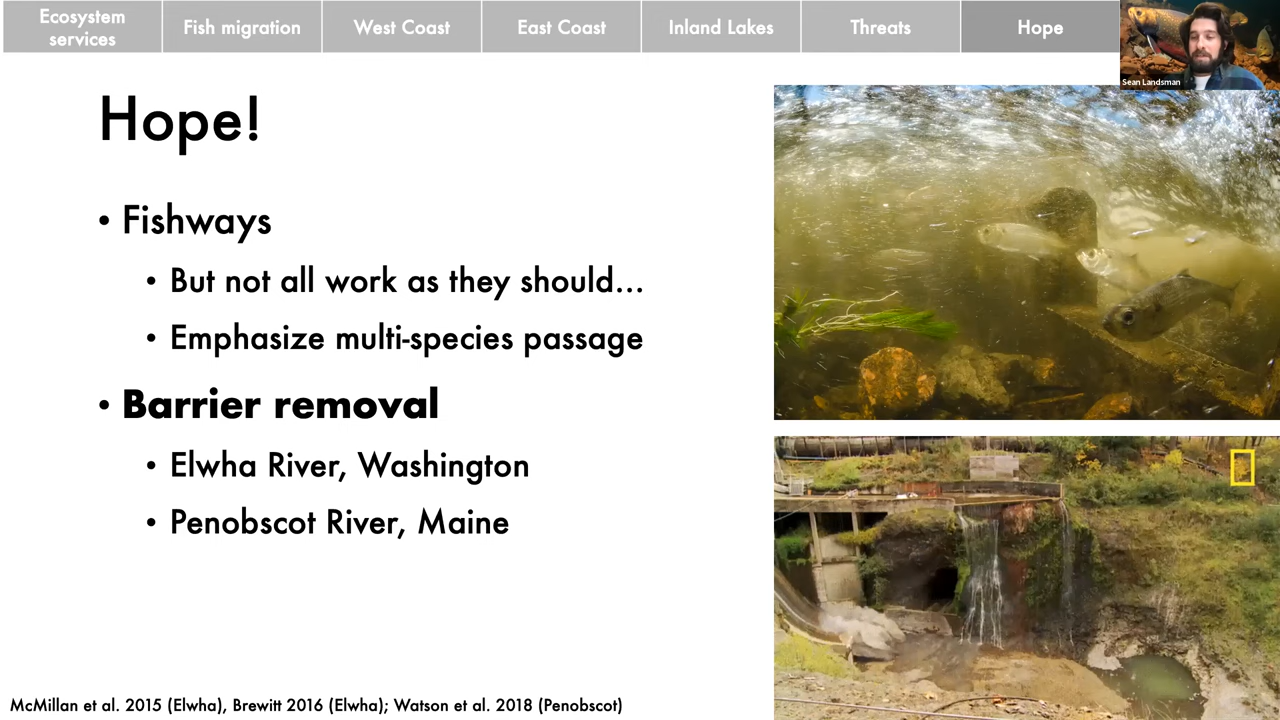 Ecosystem
services
Fish migration
West Coast
East Coast
Inland Lakes
Threats
Hope
Sean Landsman
Hope!
• Fishways
• But not all work as they should...
• Emphasize multi-species passage
• Barrier removal
• Elwha River, Washington
• Penobscot River, Maine
McMillan et al. 2015 (Elwha), Brewitt 2016 (Elwha); Watson et al. 2018 (Penobscot)